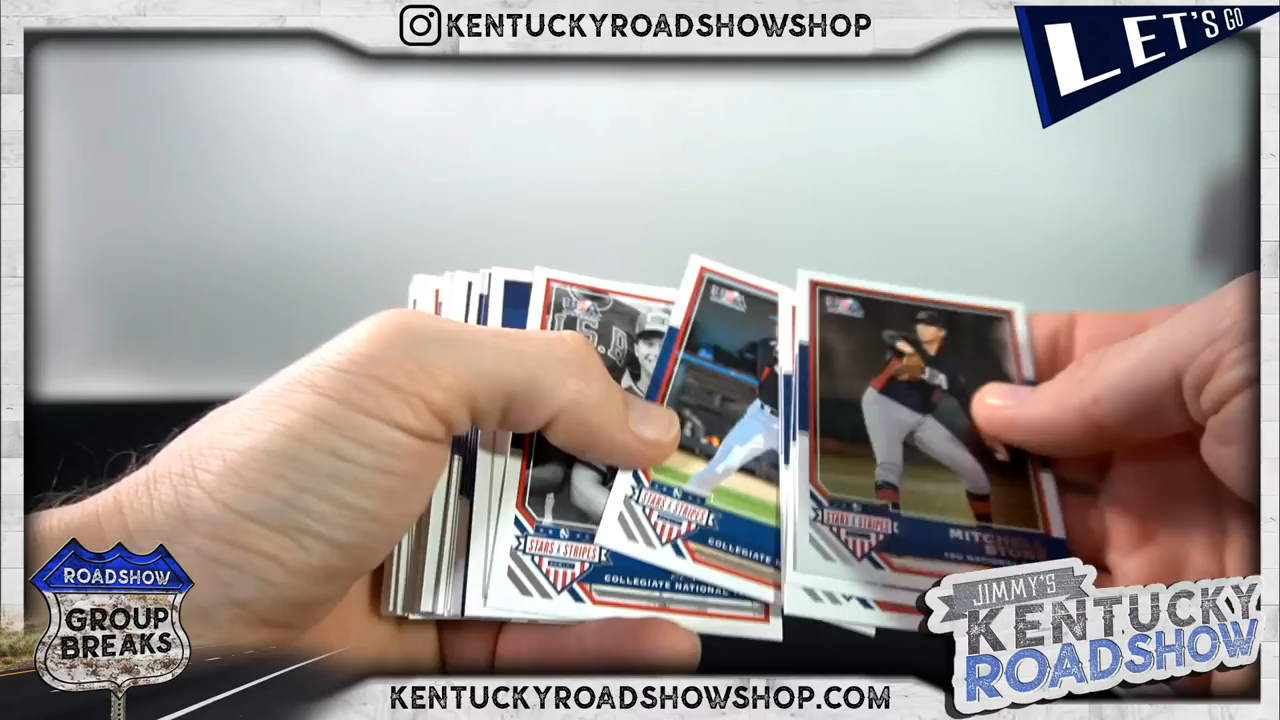 KENTUCKYROADSHOWSHOP
LET'S GO
U.S.A
STARS & STRIPES
COLLEGIATE NATIONAL
STARS & STRIPES
COLLEGIATE
STARS & STRIPES
ROADSHOW
GROUP
BREAKS
JIMMY'S
KENTUCKY
ROADSHOW
KENTUCKYROADSHOWSHOP.COM